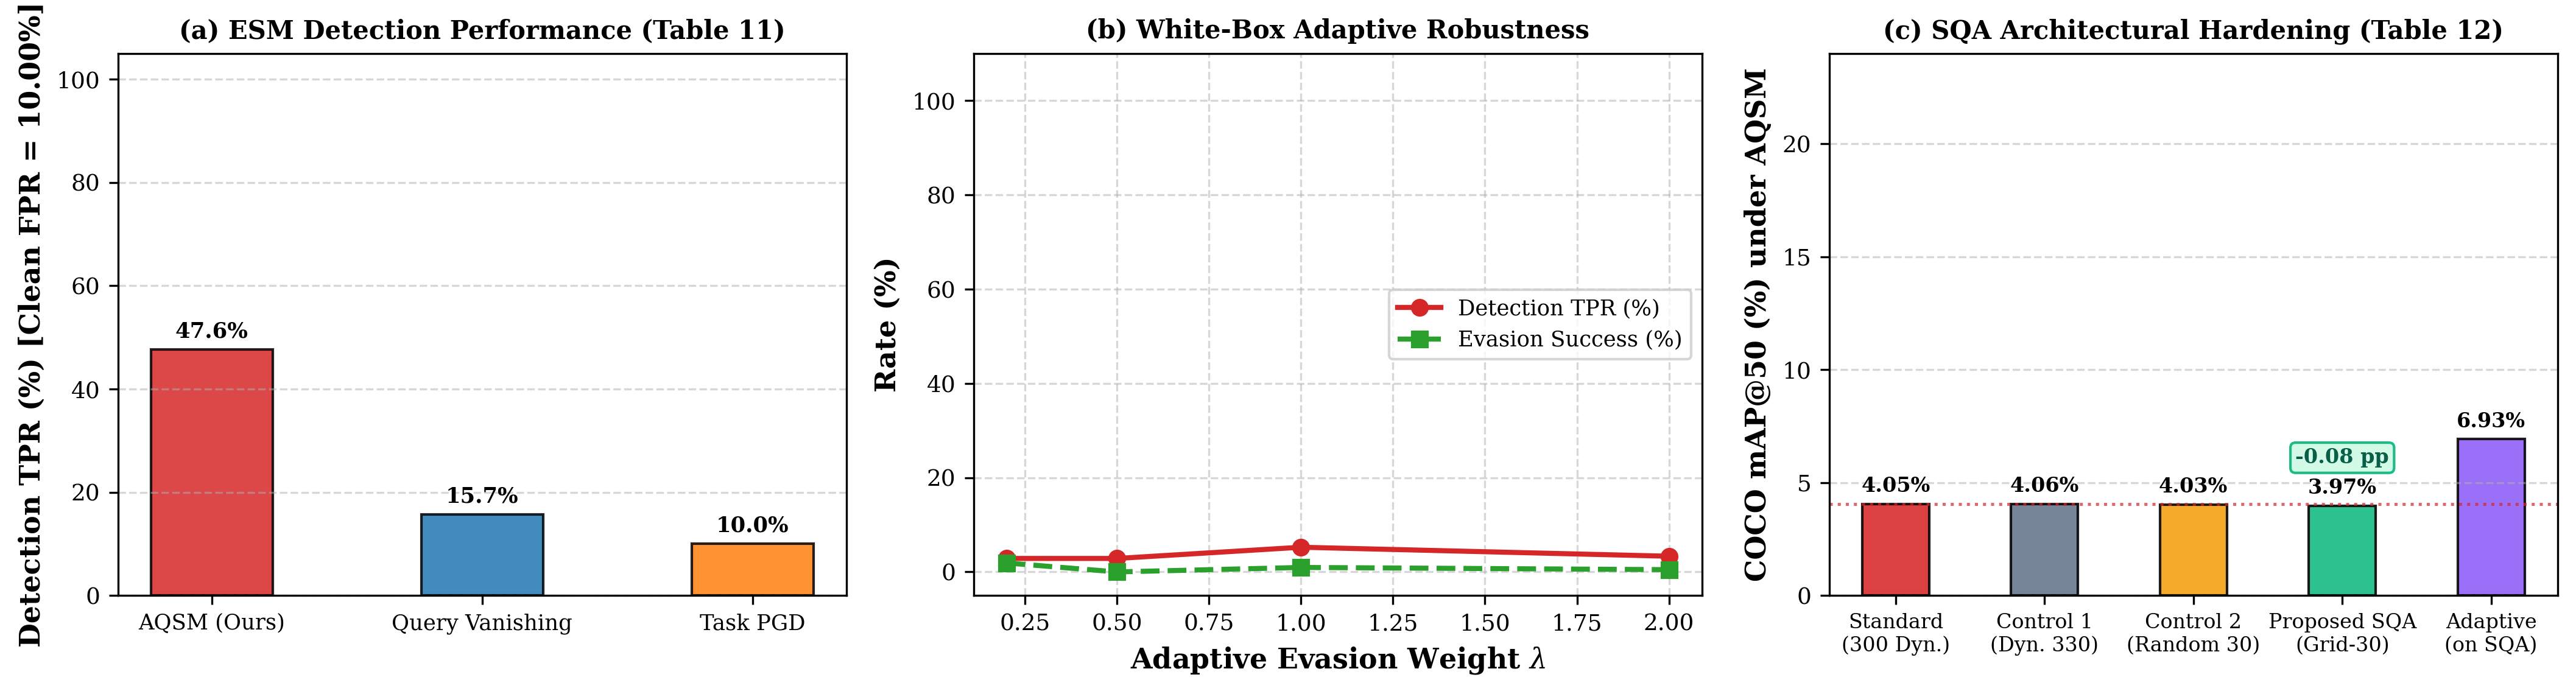 (a) ESM Detection Performance (Table 11)
Detection TPR (%) [Clean FPR = 10.00%]
100
80
60
40
20
0
47.6%
15.7%
10.0%
AQSM (Ours)
Query Vanishing
Task PGD
(b) White-Box Adaptive Robustness
Rate (%)
100
80
60
40
20
0
Detection TPR (%)
Evasion Success (%)
0.25 0.50 0.75 1.00 1.25 1.50 1.75 2.00
Adaptive Evasion Weight λ
(c) SQA Architectural Hardening (Table 12)
COCO mAP@50 (%) under AQSM
20
15
10
5
0
4.05%
4.06%
4.03%
-0.08 pp
3.97%
6.93%
Standard
(300 Dyn.)
Control 1
(Dyn. 330)
Control 2
(Random 30)
Proposed SQA
(Grid-30)
Adaptive
(on SQA)